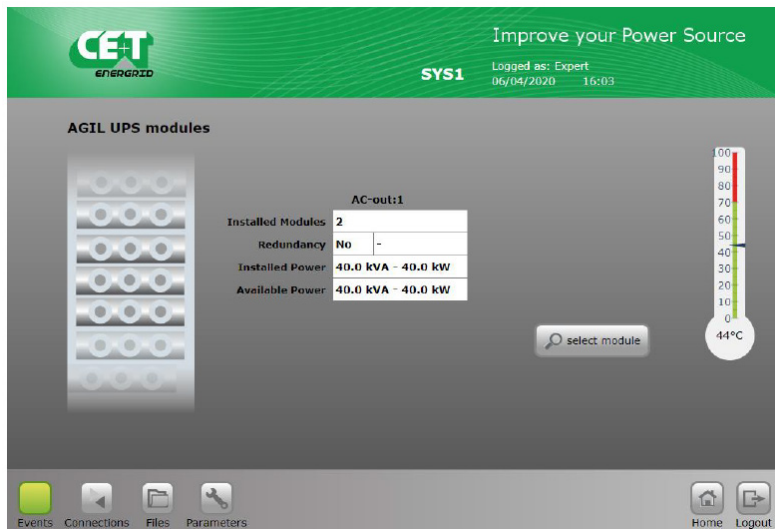 CE+T
ENERGRID
Improve your Power Source
SYS1
Logged as: Expert
06/04/2020 16:03
AGIL UPS modules
AC-out:1
Installed Modules 2
Redundancy No -
Installed Power 40.0 kVA - 40.0 kW
Available Power 40.0 kVA - 40.0 kW
select module
100
90
80
70
60
50
40
30
20
10
0
44°C
Events Connections Files Parameters Home Logout